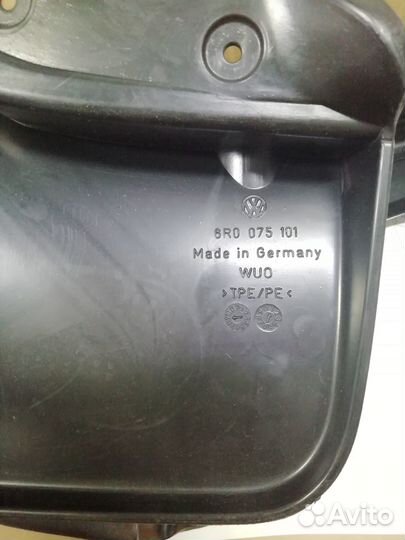 6R0 075 101
Made in Germany
WUO
>TPE/PE<
Avito